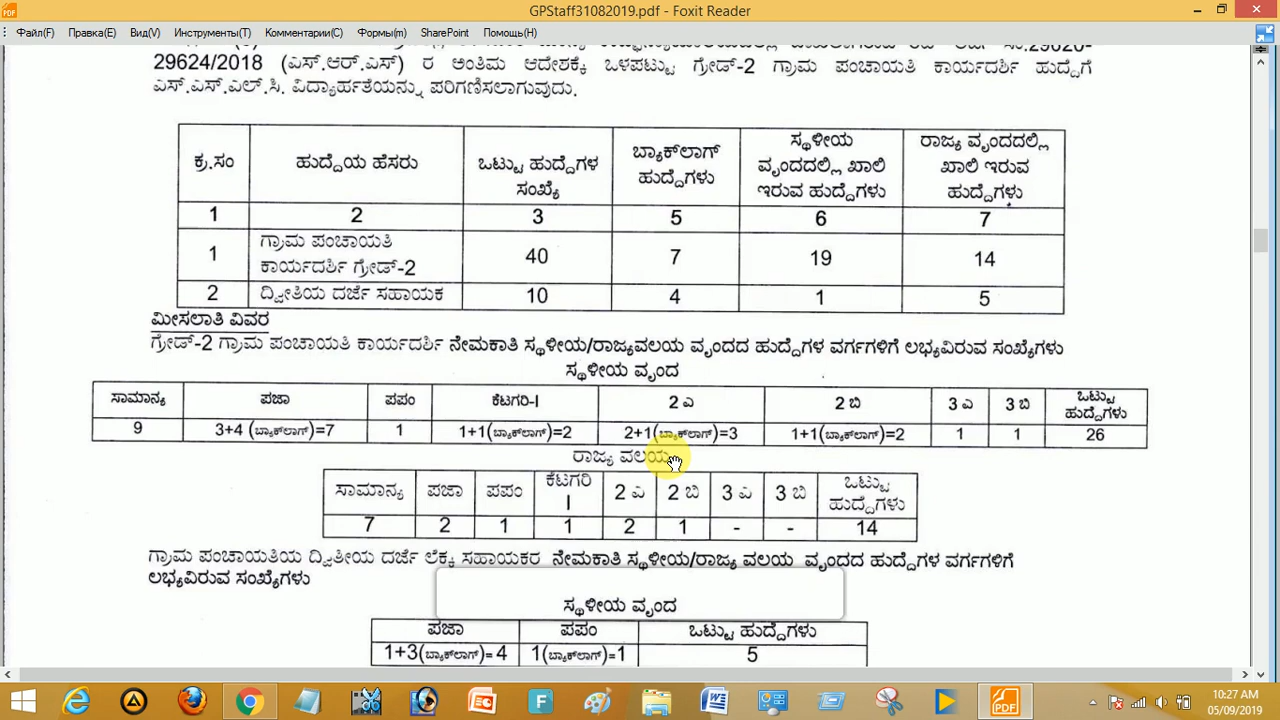 GPStaff31082019.pdf - Foxit Reader
Файл(F) Правка(E) Вид(V) Инструменты(T) Комментарии(C) Формы(m) SharePoint Помощь(H)
29624/2018 (ಎಸ್.ಆರ್.ಎಸ್) ರ ಅಂತಿಮ ಆದೇಶಕ್ಕೆ ಒಳಪಟ್ಟು ಗ್ರೇಡ್-2 ಗ್ರಾಮ ಪಂಚಾಯತಿ ಕಾರ್ಯದರ್ಶಿ ಹುದ್ದೆಗೆ
ಎಸ್.ಎಸ್.ಎಲ್.ಸಿ. ವಿದ್ಯಾರ್ಹತೆಯನ್ನು ಪರಿಗಣಿಸಲಾಗುವುದು.
ಕ್ರ.ಸಂ ಹುದ್ದೆಯ ಹೆಸರು ಒಟ್ಟು ಹುದ್ದೆಗಳ ಸಂಖ್ಯೆ ಬ್ಯಾಕ್‌ಲಾಗ್ ಹುದ್ದೆಗಳು ಸ್ಥಳೀಯ ವೃಂದದಲ್ಲಿ ಖಾಲಿ ಇರುವ ಹುದ್ದೆಗಳು ರಾಜ್ಯ ವೃಂದದಲ್ಲಿ ಖಾಲಿ ಇರುವ ಹುದ್ದೆಗಳು
1 2 3 5 6 7
1 ಗ್ರಾಮ ಪಂಚಾಯತಿ ಕಾರ್ಯದರ್ಶಿ ಗ್ರೇಡ್-2 40 7 19 14
2 ದ್ವಿತೀಯ ದರ್ಜೆ ಸಹಾಯಕ 10 4 1 5
ಮೀಸಲಾತಿ ವಿವರ
ಗ್ರೇಡ್-2 ಗ್ರಾಮ ಪಂಚಾಯತಿ ಕಾರ್ಯದರ್ಶಿ ನೇಮಕಾತಿ ಸ್ಥಳೀಯ/ರಾಜ್ಯವಲಯ ವೃಂದದ ಹುದ್ದೆಗಳ ವರ್ಗಗಳಿಗೆ ಲಭ್ಯವಿರುವ ಸಂಖ್ಯೆಗಳು
ಸ್ಥಳೀಯ ವೃಂದ
ಸಾಮಾನ್ಯ ಪಜಾ ಪಪಂ ಕೆಟಗರಿ-I 2 ಎ 2 ಬಿ 3 ಎ 3 ಬಿ ಒಟ್ಟು ಹುದ್ದೆಗಳು
9 3+4 (ಬ್ಯಾಕ್‌ಲಾಗ್)=7 1 1+1(ಬ್ಯಾಕ್‌ಲಾಗ್)=2 2+1(ಬ್ಯಾಕ್‌ಲಾಗ್)=3 1+1(ಬ್ಯಾಕ್‌ಲಾಗ್)=2 1 1 26
ರಾಜ್ಯ ವಲಯ
ಸಾಮಾನ್ಯ ಪಜಾ ಪಪಂ ಕೆಟಗರಿ I 2 ಎ 2 ಬಿ 3 ಎ 3 ಬಿ ಒಟ್ಟು ಹುದ್ದೆಗಳು
7 2 1 1 2 1 - - 14
ಗ್ರಾಮ ಪಂಚಾಯತಿಯ ದ್ವಿತೀಯ ದರ್ಜೆ ಲೆಕ್ಕ ಸಹಾಯಕರ ನೇಮಕಾತಿ ಸ್ಥಳೀಯ/ರಾಜ್ಯ ವಲಯ ವೃಂದದ ಹುದ್ದೆಗಳ ವರ್ಗಗಳಿಗೆ
ಲಭ್ಯವಿರುವ ಸಂಖ್ಯೆಗಳು
ಸ್ಥಳೀಯ ವೃಂದ
ಪಜಾ ಪಪಂ ಒಟ್ಟು ಹುದ್ದೆಗಳು
1+3(ಬ್ಯಾಕ್‌ಲಾಗ್)= 4 1(ಬ್ಯಾಕ್‌ಲಾಗ್)=1 5
10:27 AM
05/09/2019